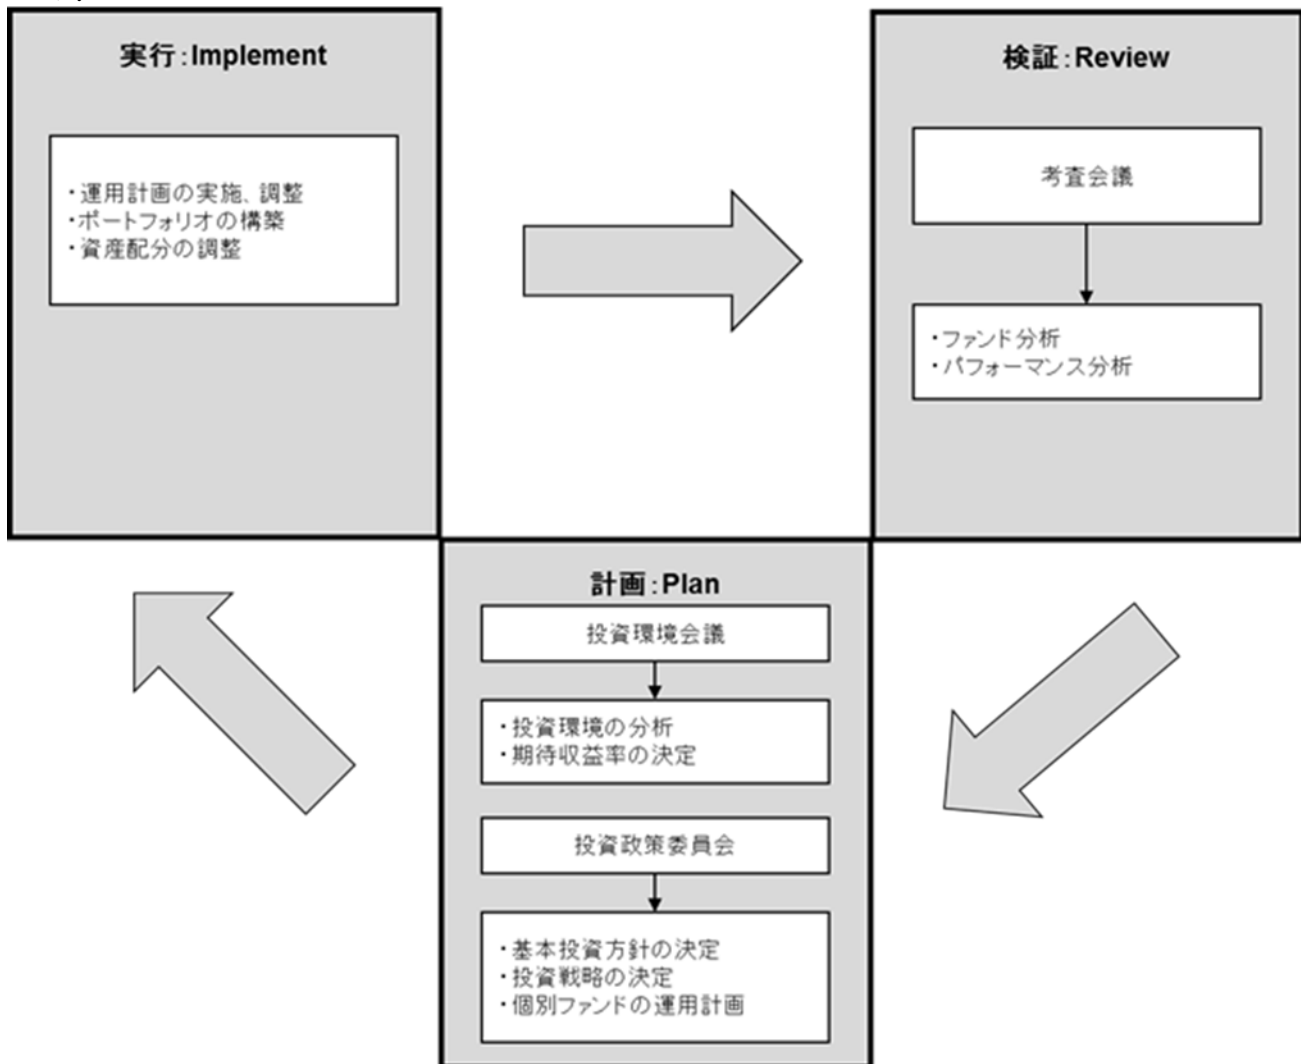 実行:Implement
・運用計画の実施、調整
・ポートフォリオの構築
・資産配分の調整
検証:Review
考査会議
・ファンド分析
・パフォーマンス分析
計画:Plan
投資環境会議
・投資環境の分析
・期待収益率の決定
投資政策委員会
・基本投資方針の決定
・投資戦略の決定
・個別ファンドの運用計画